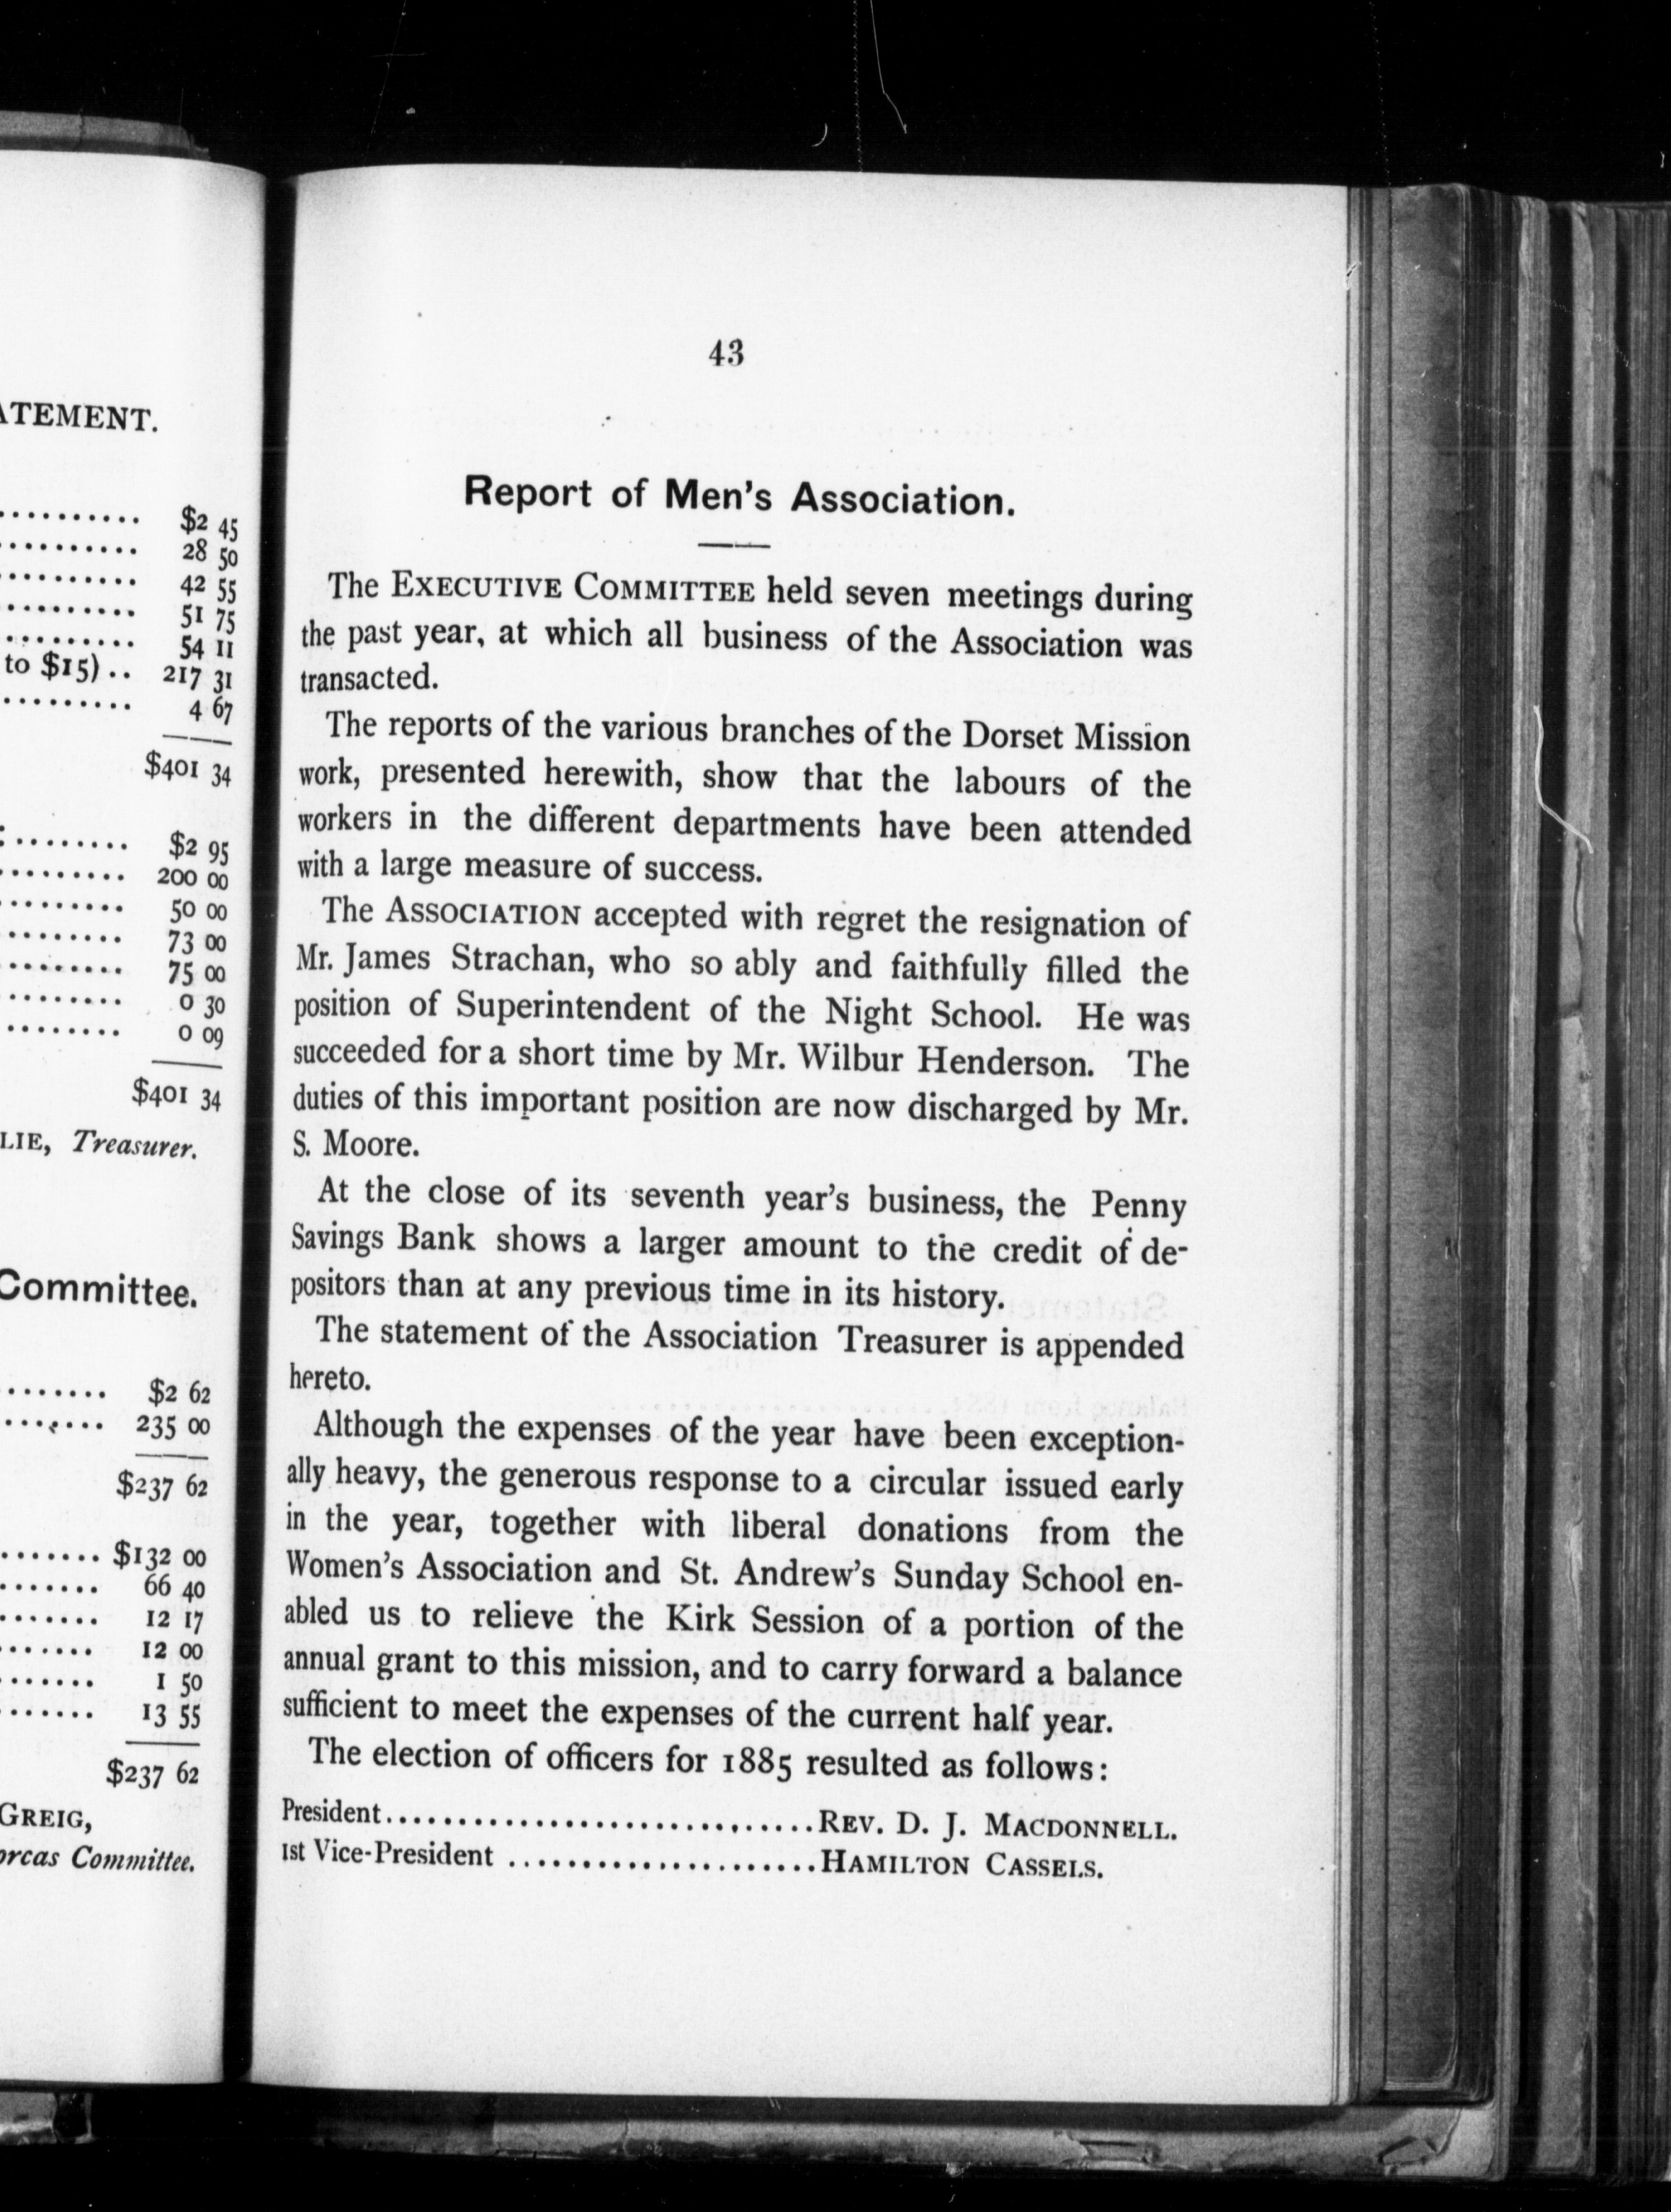 ATEMENT.
.......... $2 45
.......... 28 50
.......... 42 55
......... 51 75
......... 54 11
to $15).. 217 31
......... 4 67
$401 34
........ $2 95
......... 200 00
......... 50 00
........ 73 00
......... 75 00
......... 0 30
........ 0 09
$401 34
LIE, Treasurer.
Committee.
....... $2 62
........ 235 00
$237 62
....... $132 00
....... 66 40
....... 12 17
....... 12 00
....... 1 50
....... 13 55
$237 62
GREIG,
orcas Committee.
43
Report of Men's Association.
The EXECUTIVE COMMITTEE held seven meetings during
the past year, at which all business of the Association was
transacted.
The reports of the various branches of the Dorset Mission
work, presented herewith, show that the labours of the
workers in the different departments have been attended
with a large measure of success.
The ASSOCIATION accepted with regret the resignation of
Mr. James Strachan, who so ably and faithfully filled the
position of Superintendent of the Night School. He was
succeeded for a short time by Mr. Wilbur Henderson. The
duties of this important position are now discharged by Mr.
S. Moore.
At the close of its seventh year's business, the Penny
Savings Bank shows a larger amount to the credit of de-
positors than at any previous time in its history.
The statement of the Association Treasurer is appended
hereto.
Although the expenses of the year have been exception-
ally heavy, the generous response to a circular issued early
in the year, together with liberal donations from the
Women's Association and St. Andrew's Sunday School en-
abled us to relieve the Kirk Session of a portion of the
annual grant to this mission, and to carry forward a balance
sufficient to meet the expenses of the current half year.
The election of officers for 1885 resulted as follows:
President..............................REV. D. J. MACDONNELL.
1st Vice-President ......................HAMILTON CASSELS.